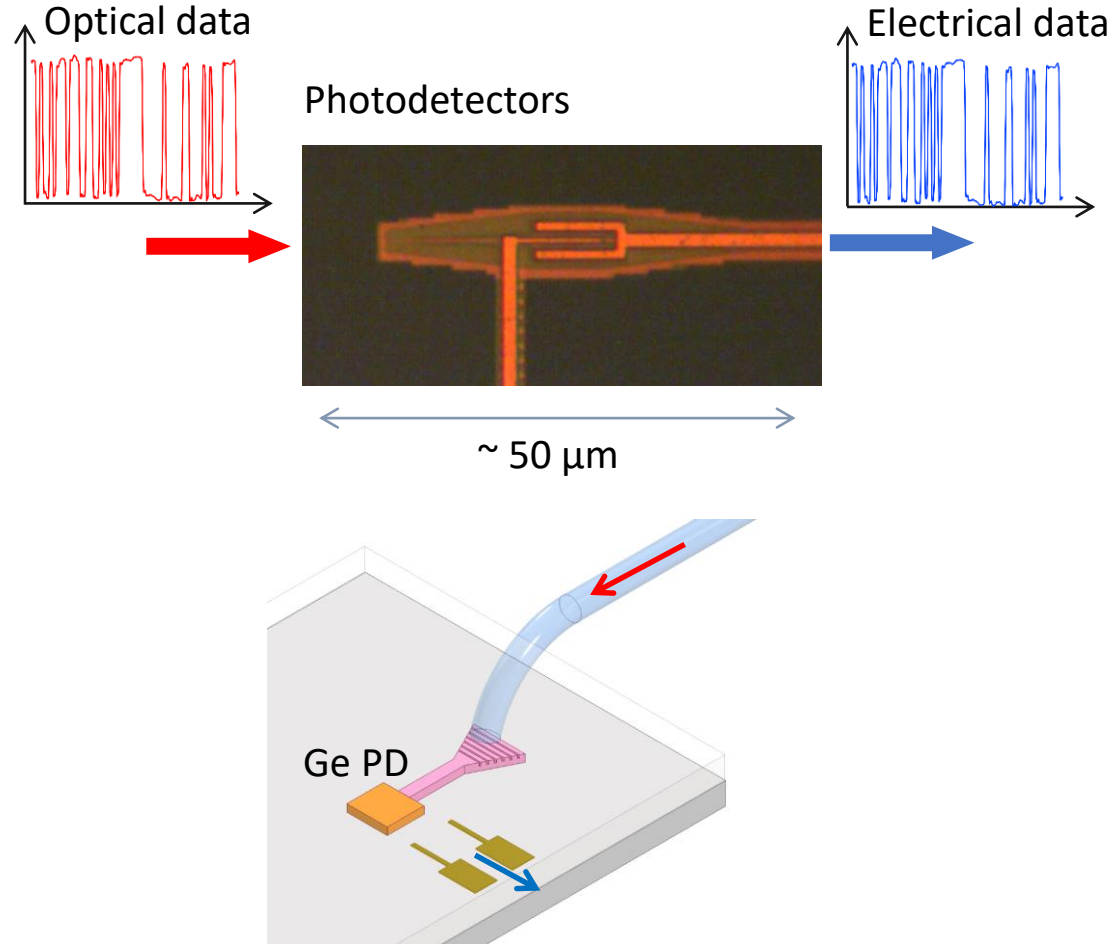 Optical data
Electrical data
Photodetectors
~ 50 µm
Ge PD